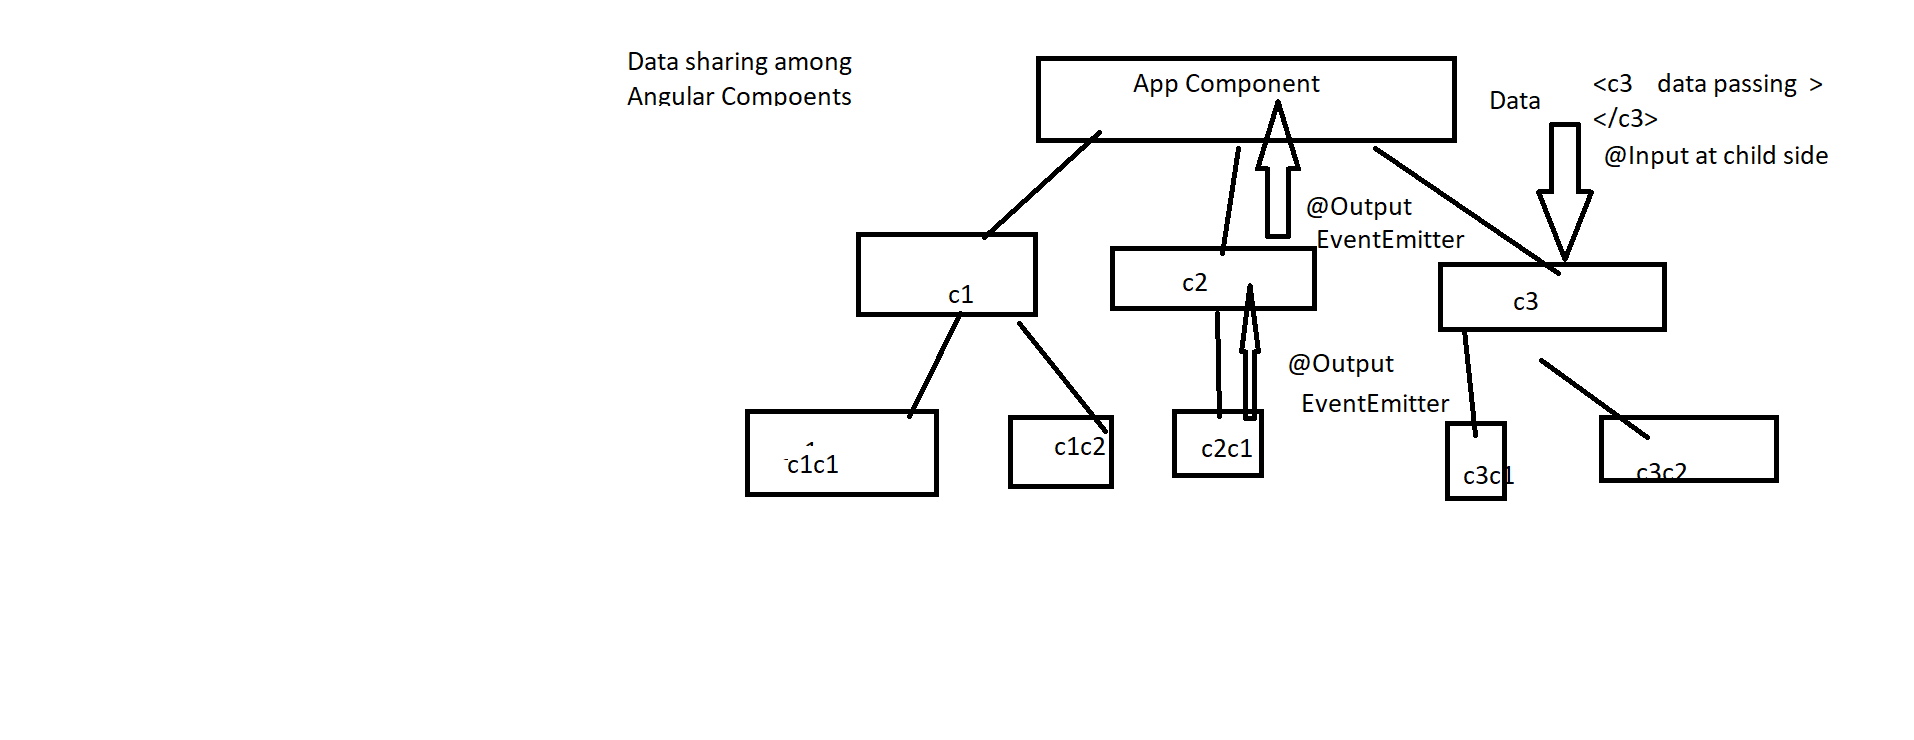 Data sharing among
Angular Compoents
App Component
Data
<c3    data passing  >
</c3>
@Input at child side
@Output
EventEmitter
c1
c2
c3
@Output
EventEmitter
c1c1
c1c2
c2c1
c3c1
c3c2